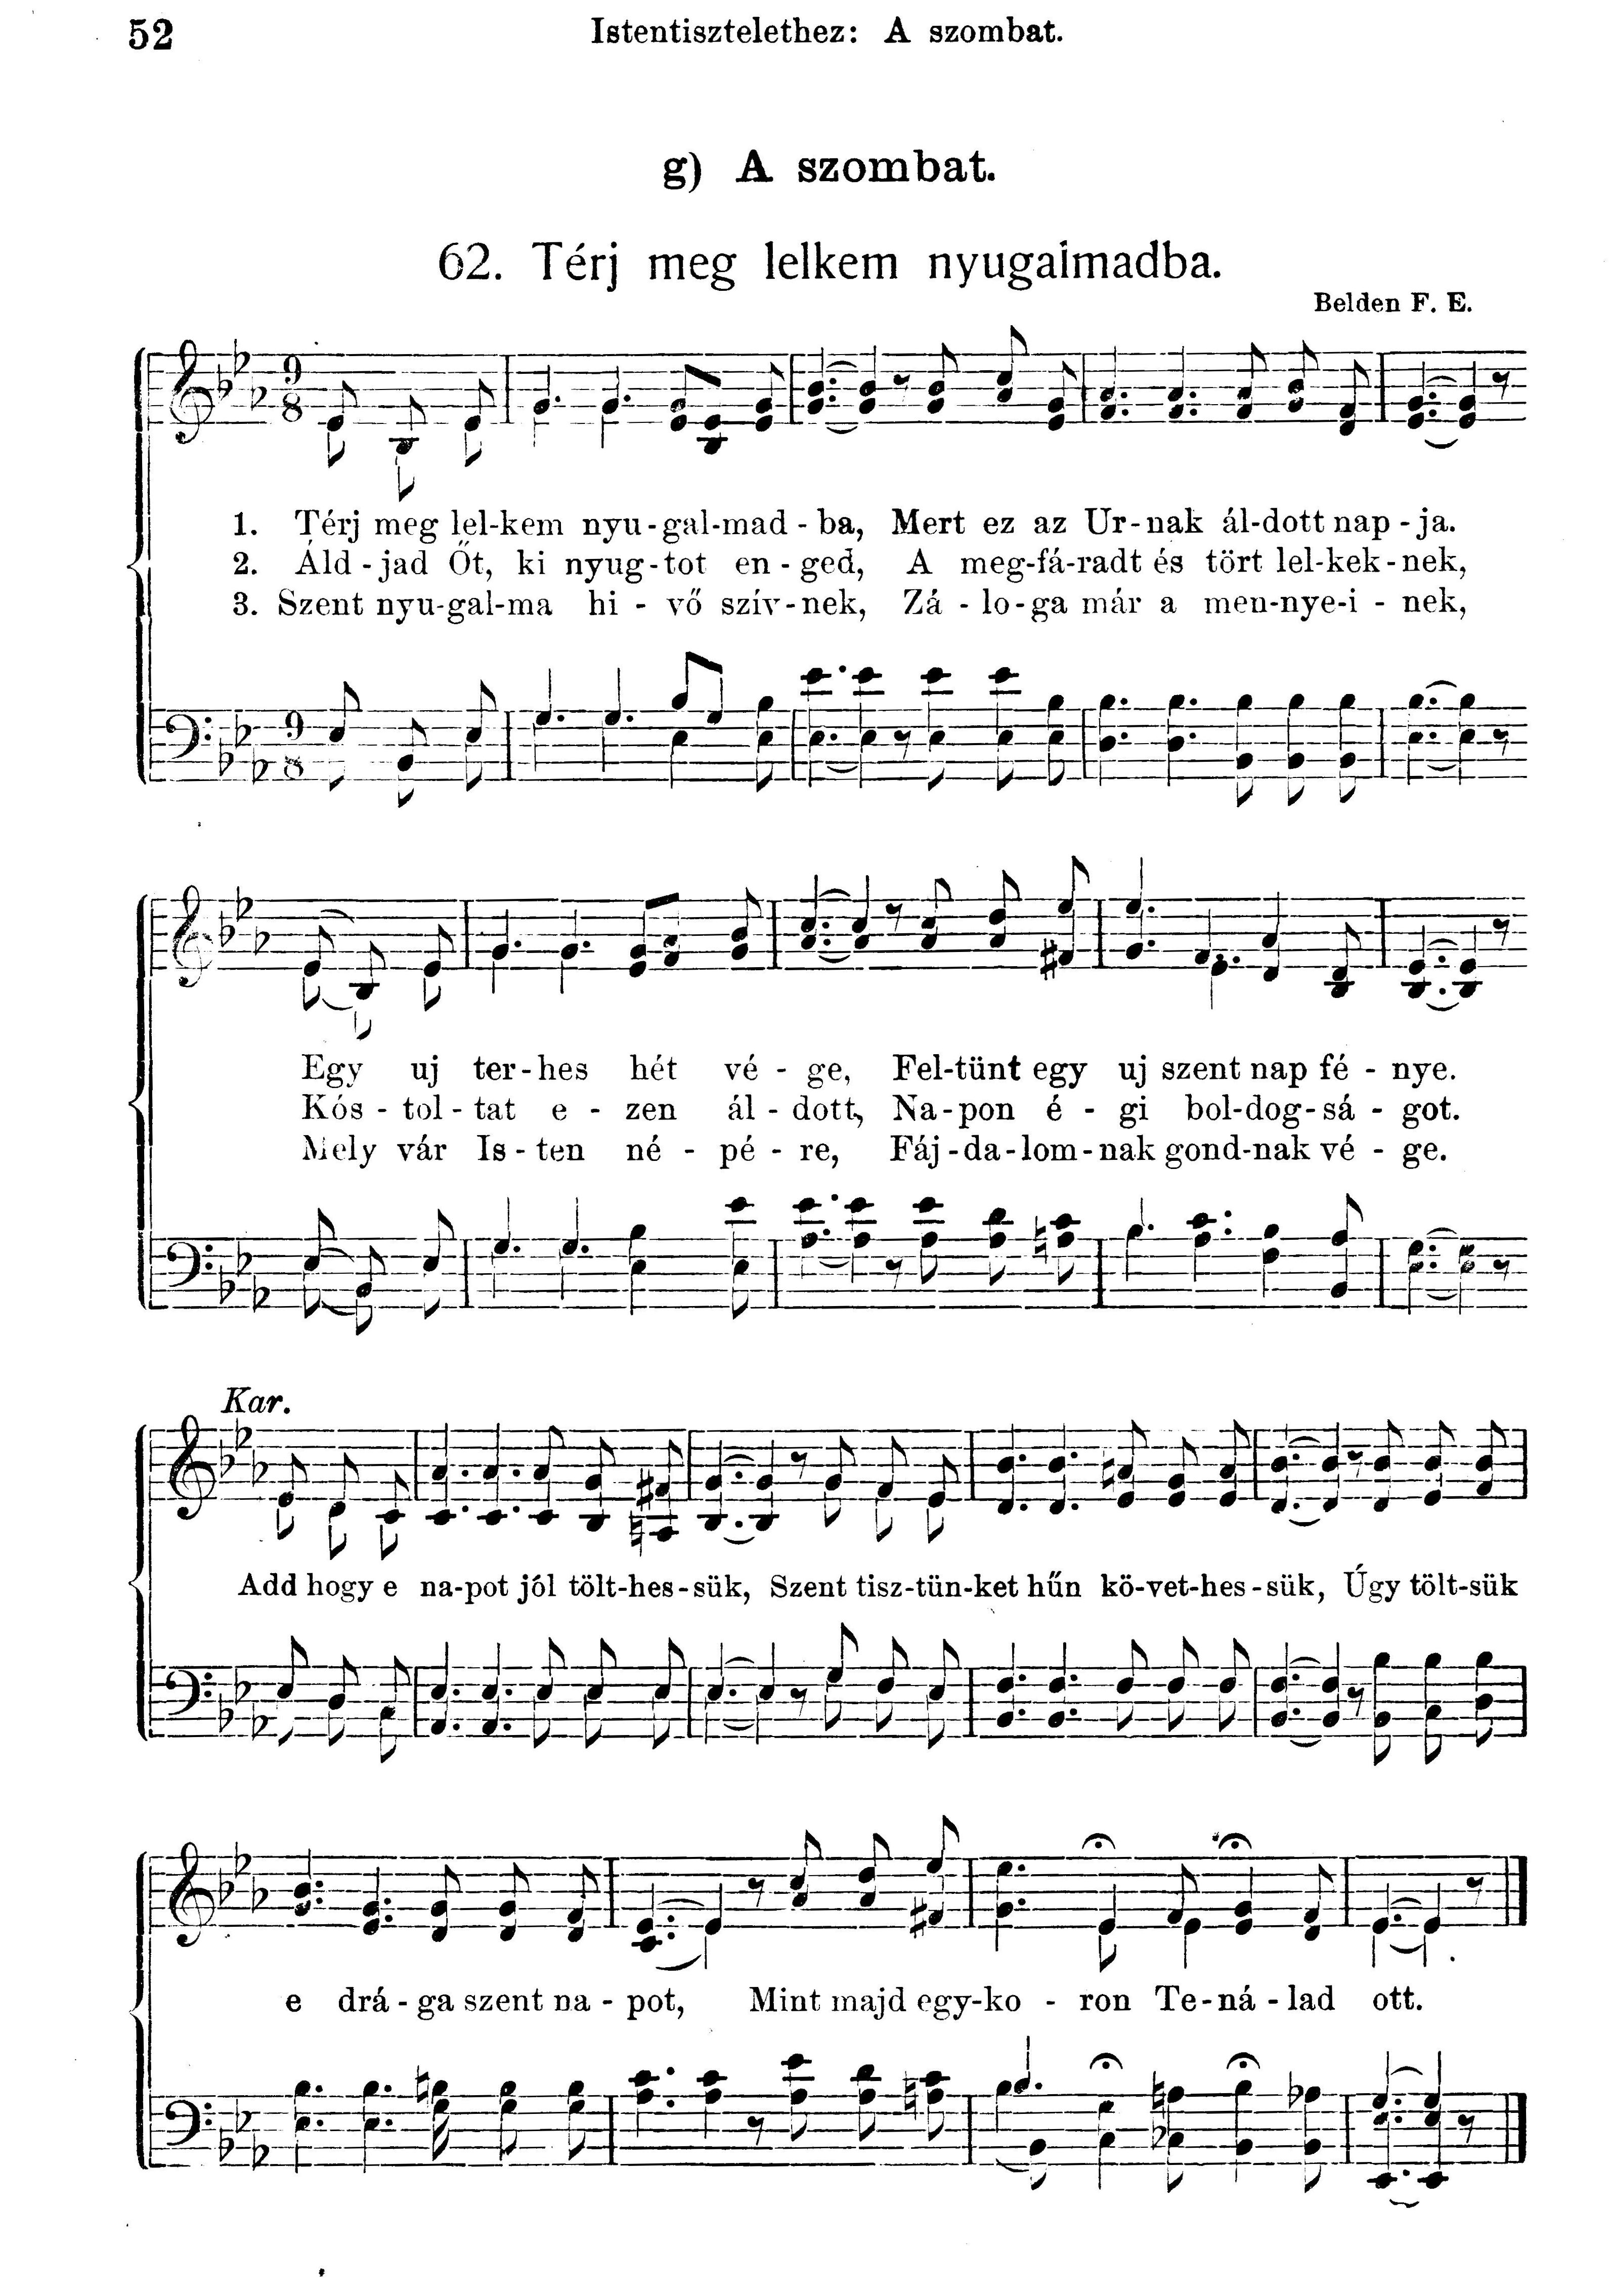 52
Istentisztelethez: A szombat.
g) A szombat.
62. Térj meg lelkem nyugalmadba.
Belden F. E.
1. Térj meg lel-kem nyu-gal-mad-ba, Mert ez az Ur-nak ál-dott nap-ja.
2. Áld-jad Őt, ki nyug-tot en-ged, A meg-fá-radt és tört lel-kek-nek,
3. Szent nyu-gal-ma hi-vő szív-nek, Zá-lo-ga már a men-nye-i-nek,
Egy uj ter-hes hét vé-ge, Fel-tünt egy uj szent nap fé-nye.
Kós-tol-tat e-zen ál-dott, Na-pon é-gi bol-dog-sá-got.
Mely vár Is-ten né-pé-re, Fáj-da-lom-nak gond-nak vé-ge.
Kar.
Add hogy e na-pot jól tölt-hes-sük, Szent tisz-tün-ket hűn kö-vet-hes-sük, Úgy tölt-sük
e drá-ga szent na-pot, Mint majd egy-ko-ron Te-ná-lad ott.